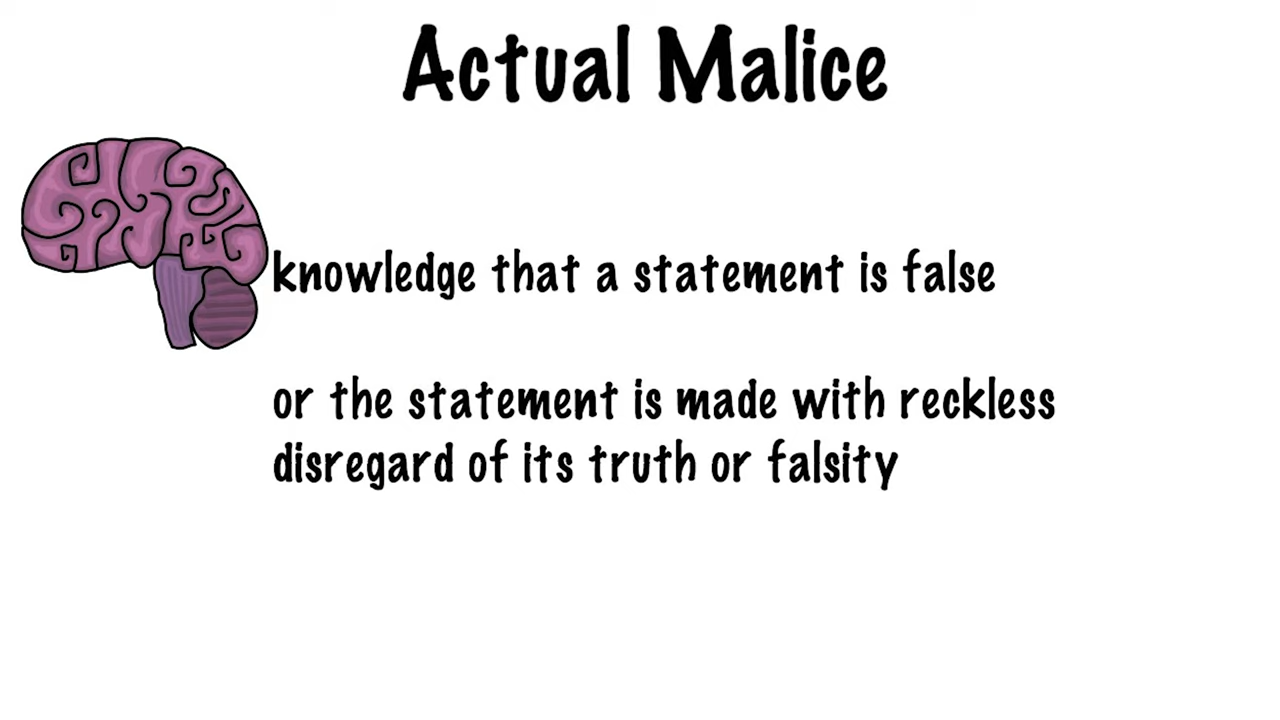 Actual Malice
knowledge that a statement is false
or the statement is made with reckless
disregard of its truth or falsity